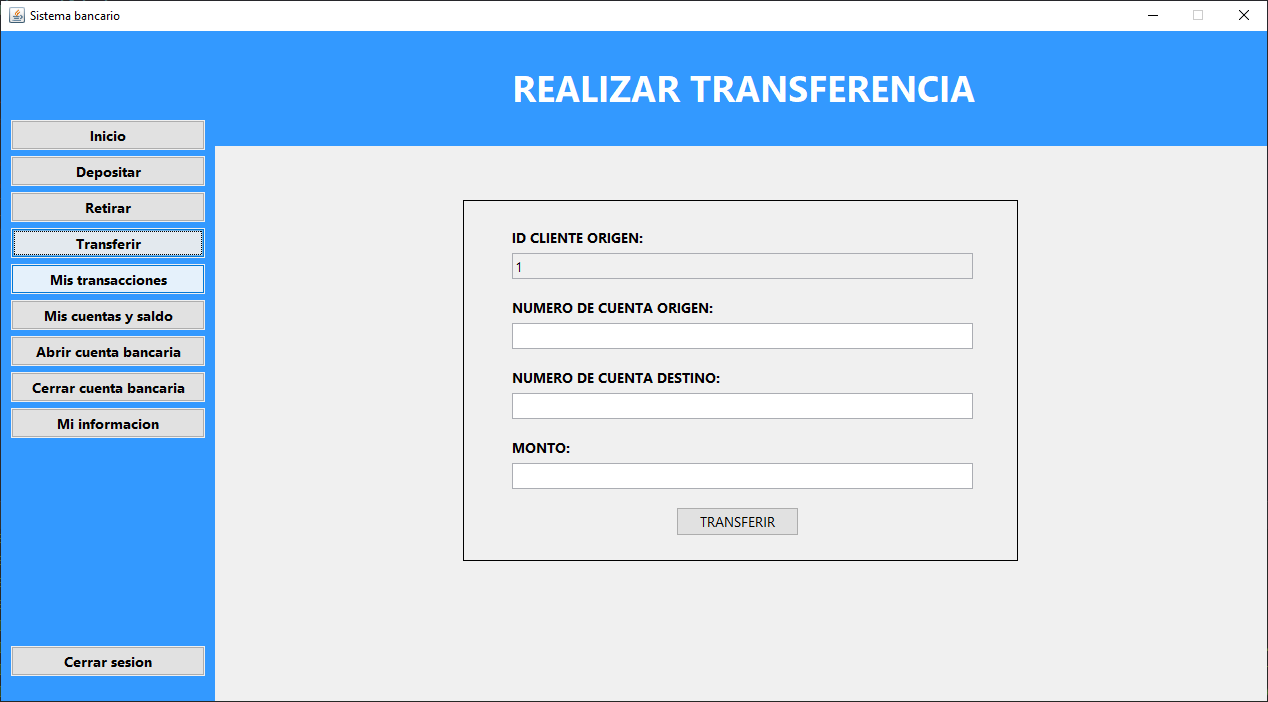 Sistema bancario
REALIZAR TRANSFERENCIA
Inicio
Depositar
Retirar
Transferir
Mis transacciones
Mis cuentas y saldo
Abrir cuenta bancaria
Cerrar cuenta bancaria
Mi informacion
Cerrar sesion
ID CLIENTE ORIGEN:
1
NUMERO DE CUENTA ORIGEN:
NUMERO DE CUENTA DESTINO:
MONTO:
TRANSFERIR